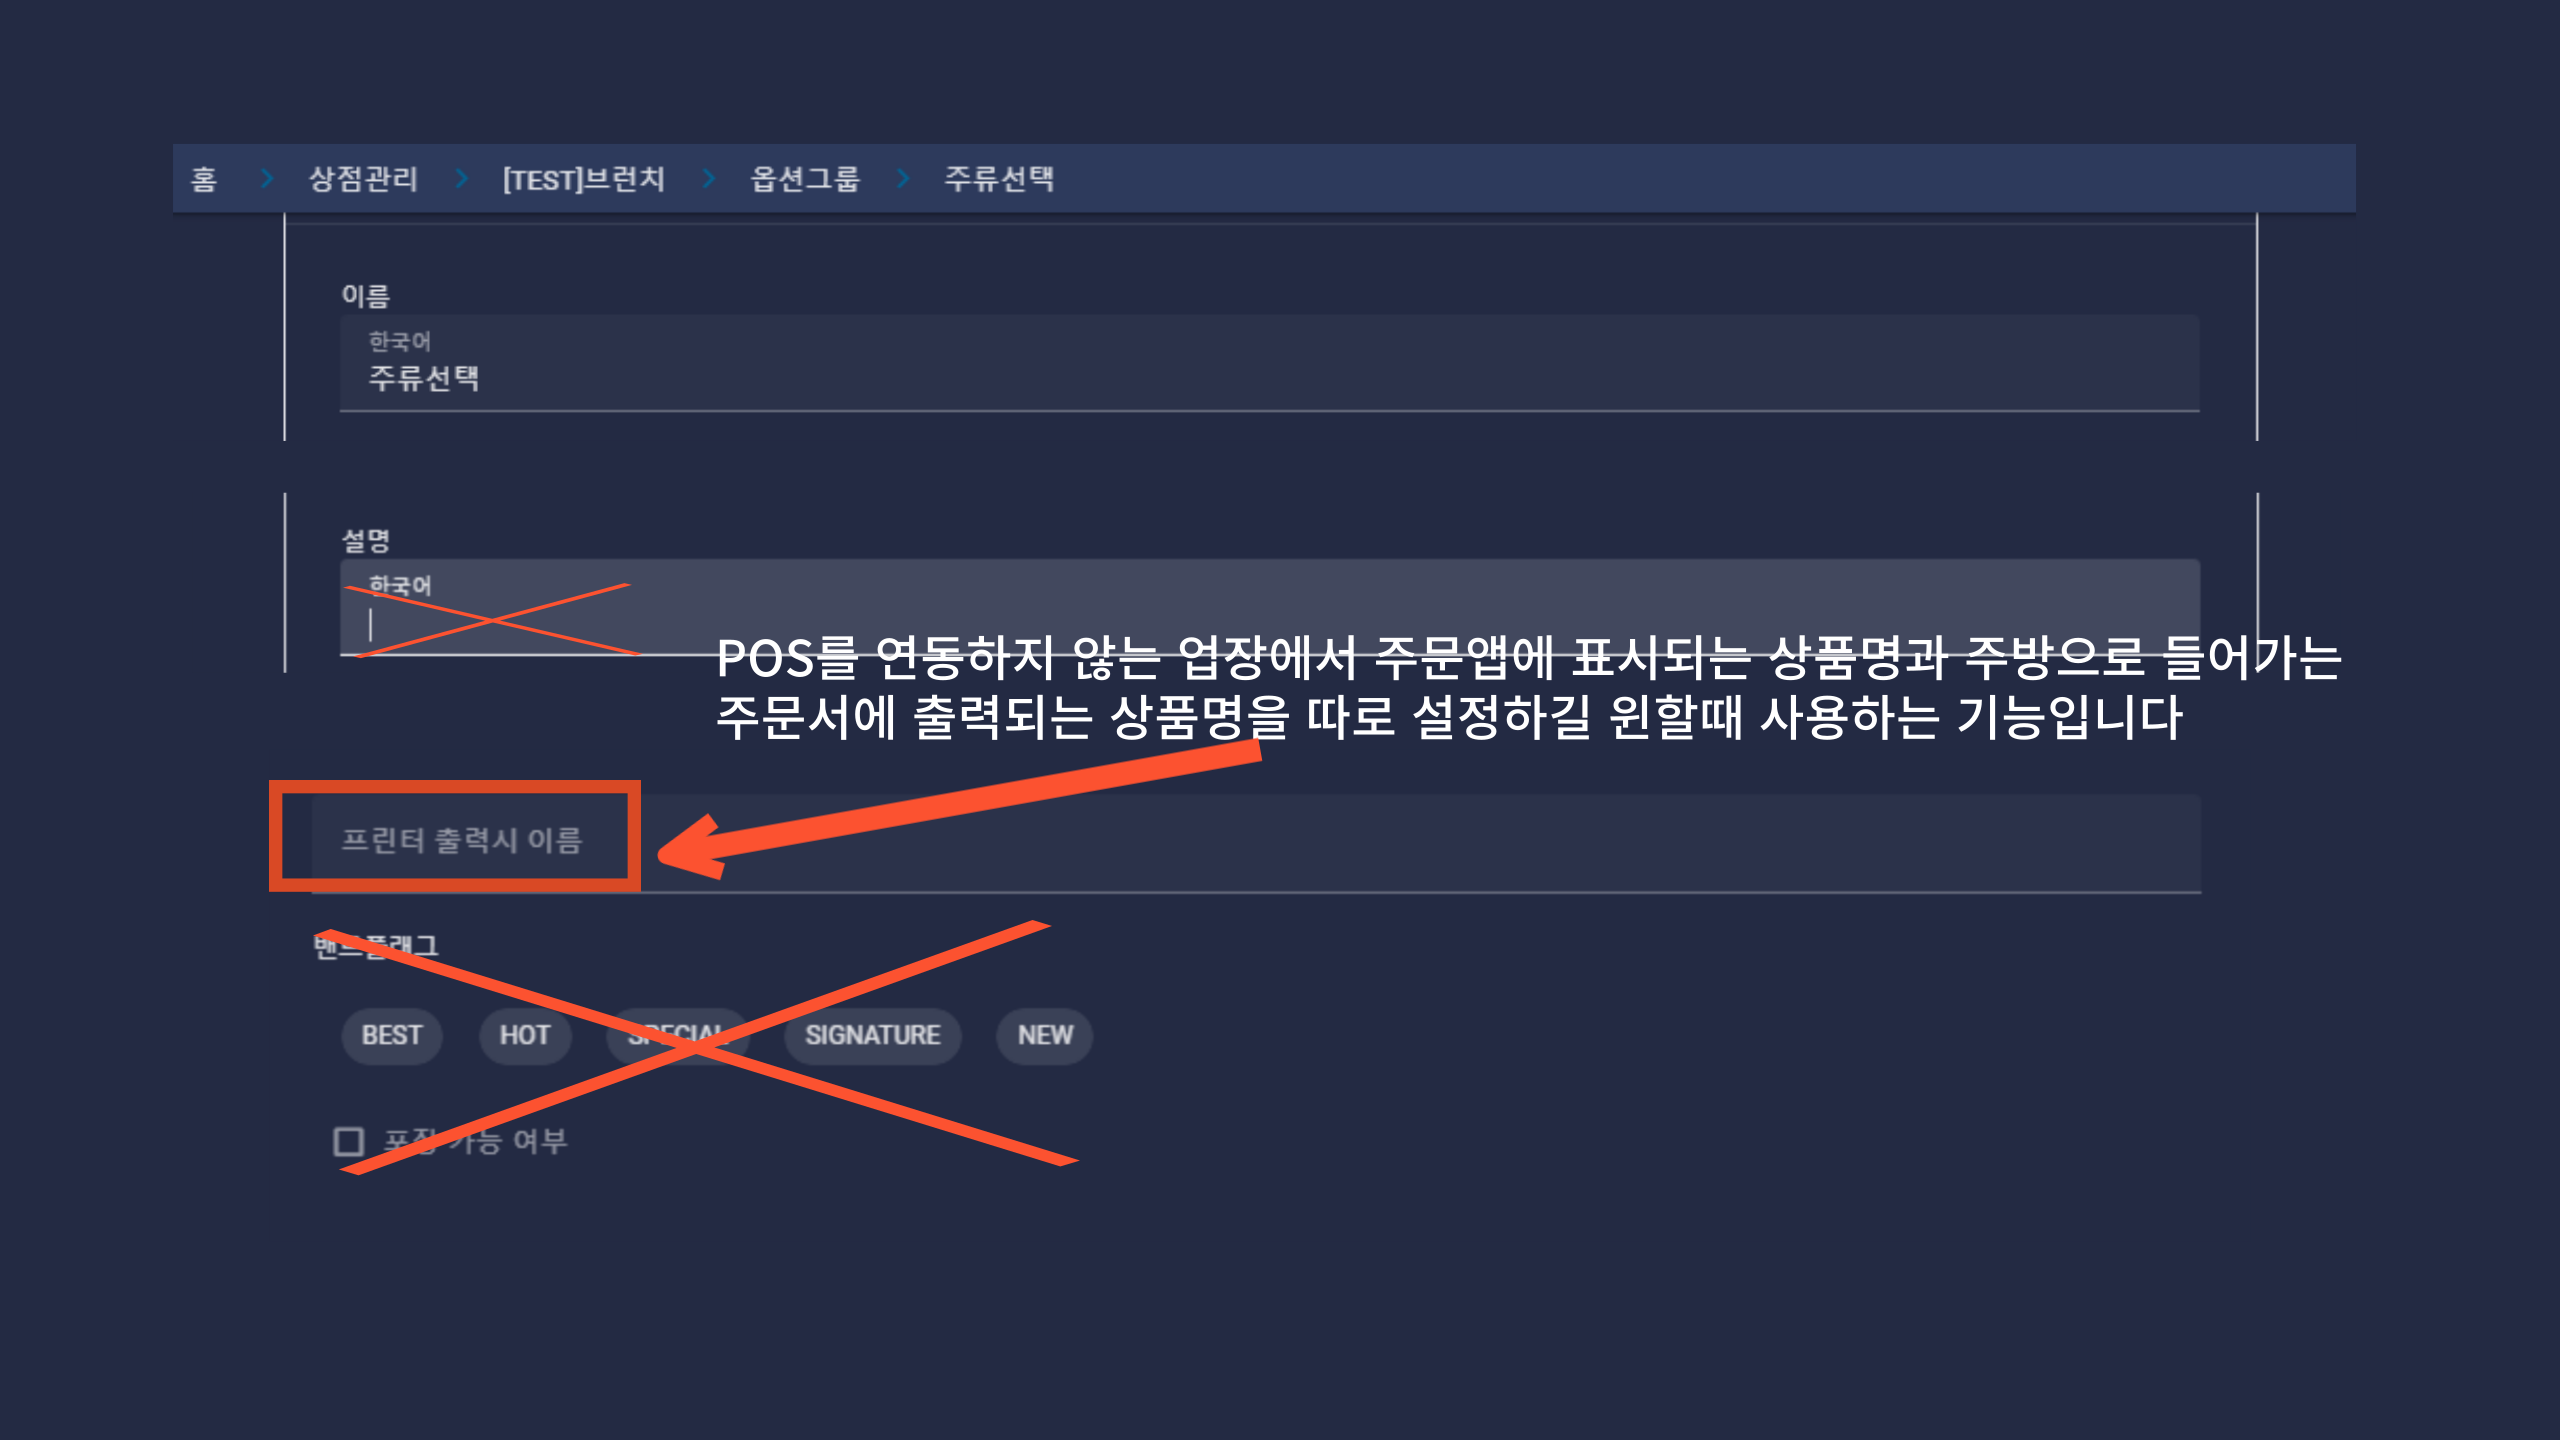 홈 > 상점관리 > [TEST]브런치 > 옵션그룹 > 주류선택
이름
한국어
주류선택
설명
한국어
POS를 연동하지 않는 업장에서 주문앱에 표시되는 상품명과 주방으로 들어가는
주문서에 출력되는 상품명을 따로 설정하길 윈할때 사용하는 기능입니다
프린터 출력시 이름
밴드플래그
BEST HOT SPECIAL SIGNATURE NEW
포장 가능 여부